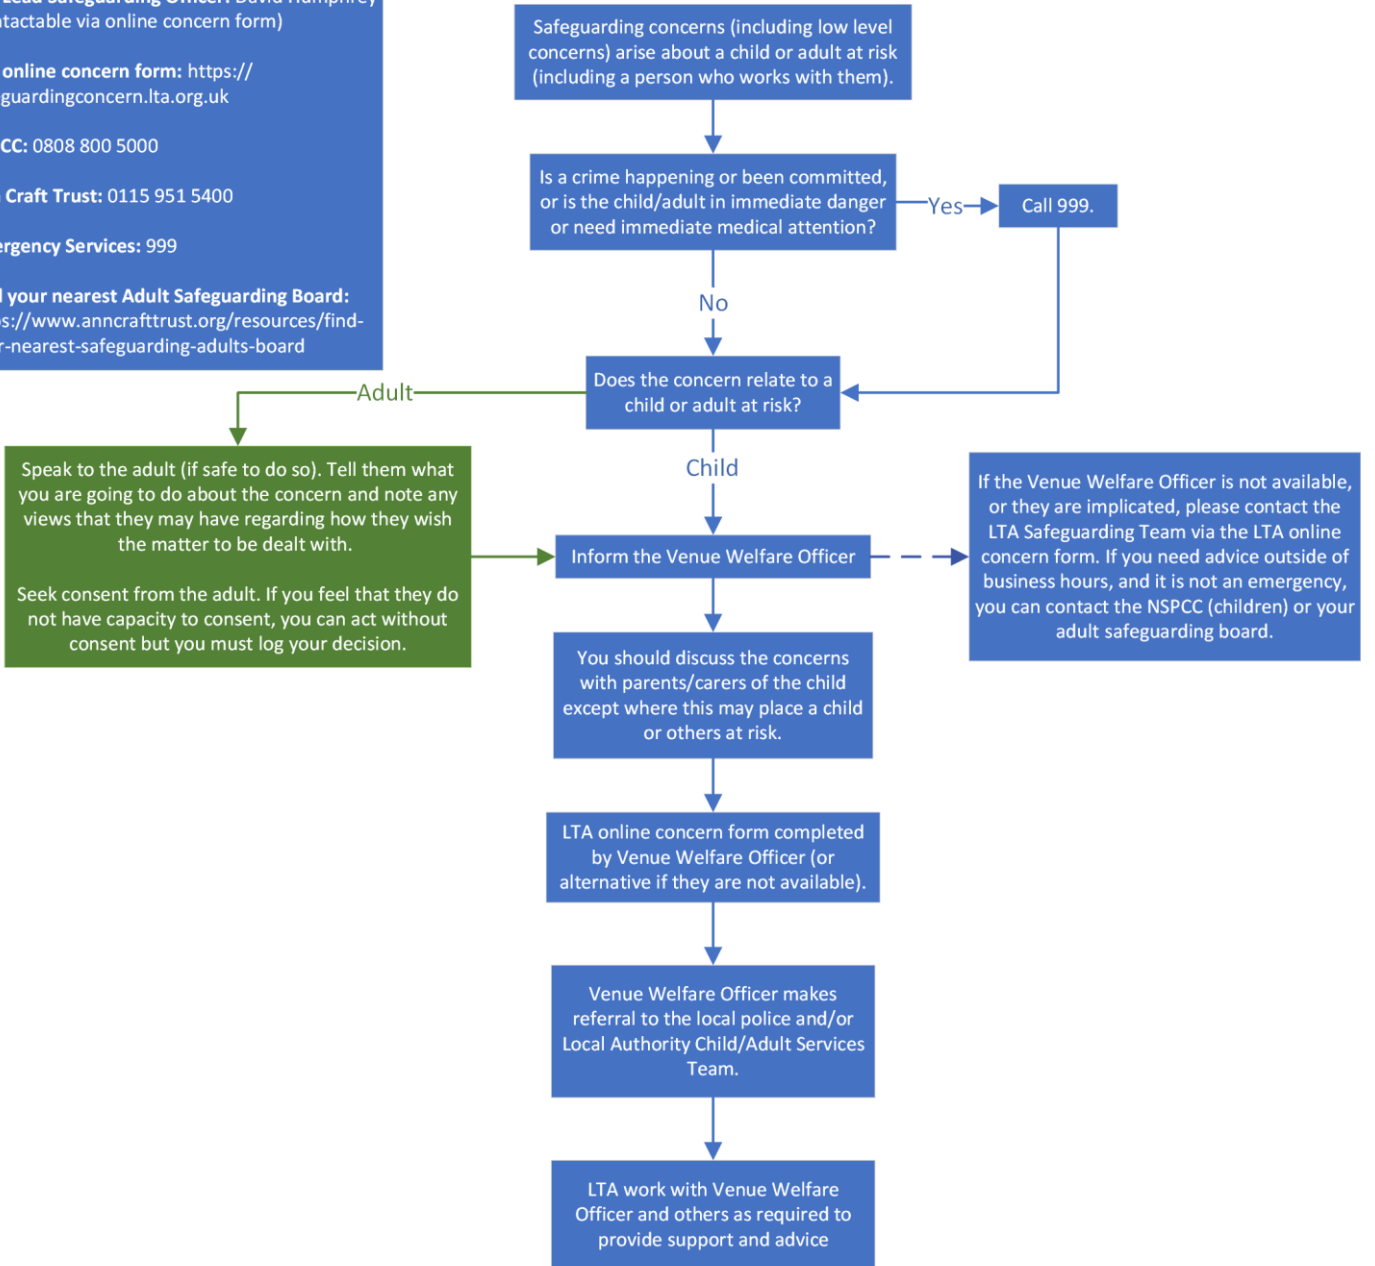 Lead Safeguarding Officer: David Humphrey
ntactable via online concern form)
online concern form: https://
guardingconcern.lta.org.uk
CC: 0808 800 5000
Craft Trust: 0115 951 5400
ergency Services: 999
your nearest Adult Safeguarding Board:
s://www.anncrafttrust.org/resources/find-
r-nearest-safeguarding-adults-board
Safeguarding concerns (including low level
concerns) arise about a child or adult at risk
(including a person who works with them).
Is a crime happening or been committed,
or is the child/adult in immediate danger
or need immediate medical attention?
Yes
Call 999.
No
Does the concern relate to a
child or adult at risk?
Adult
Speak to the adult (if safe to do so). Tell them what
you are going to do about the concern and note any
views that they may have regarding how they wish
the matter to be dealt with.
Seek consent from the adult. If you feel that they do
not have capacity to consent, you can act without
consent but you must log your decision.
Child
Inform the Venue Welfare Officer
If the Venue Welfare Officer is not available,
or they are implicated, please contact the
LTA Safeguarding Team via the LTA online
concern form. If you need advice outside of
business hours, and it is not an emergency,
you can contact the NSPCC (children) or your
adult safeguarding board.
You should discuss the concerns
with parents/carers of the child
except where this may place a child
or others at risk.
LTA online concern form completed
by Venue Welfare Officer (or
alternative if they are not available).
Venue Welfare Officer makes
referral to the local police and/or
Local Authority Child/Adult Services
Team.
LTA work with Venue Welfare
Officer and others as required to
provide support and advice